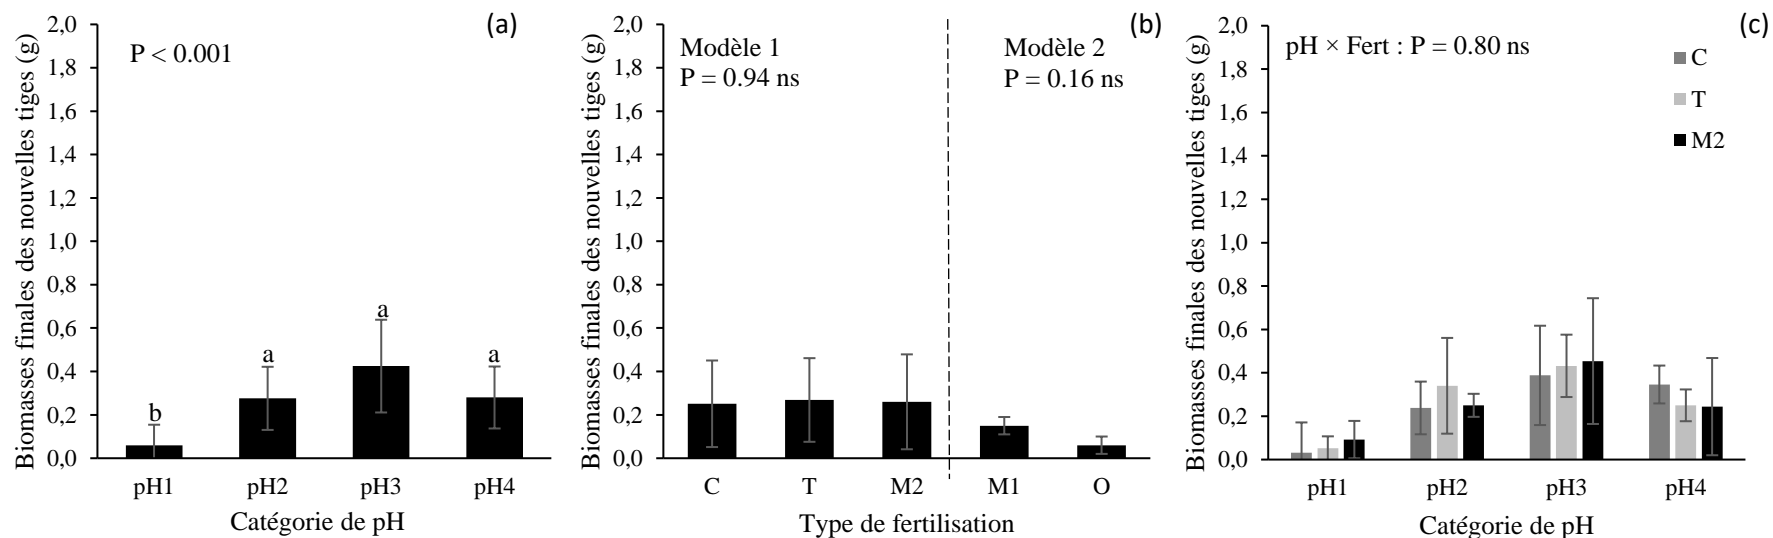 (a)
P < 0.001
Biomasses finales des nouvelles tiges (g)
2,0
1,8
1,6
1,4
1,2
1,0
0,8
0,6
0,4
0,2
0,0
b
a
a
a
pH1
pH2
pH3
pH4
Catégorie de pH
(b)
Modèle 1
P = 0.94 ns
Modèle 2
P = 0.16 ns
Biomasses finales des nouvelles tiges (g)
2,0
1,8
1,6
1,4
1,2
1,0
0,8
0,6
0,4
0,2
0,0
C
T
M2
M1
O
Type de fertilisation
(c)
pH × Fert : P = 0.80 ns
C
T
M2
Biomasses finales des nouvelles tiges (g)
2,0
1,8
1,6
1,4
1,2
1,0
0,8
0,6
0,4
0,2
0,0
pH1
pH2
pH3
pH4
Catégorie de pH